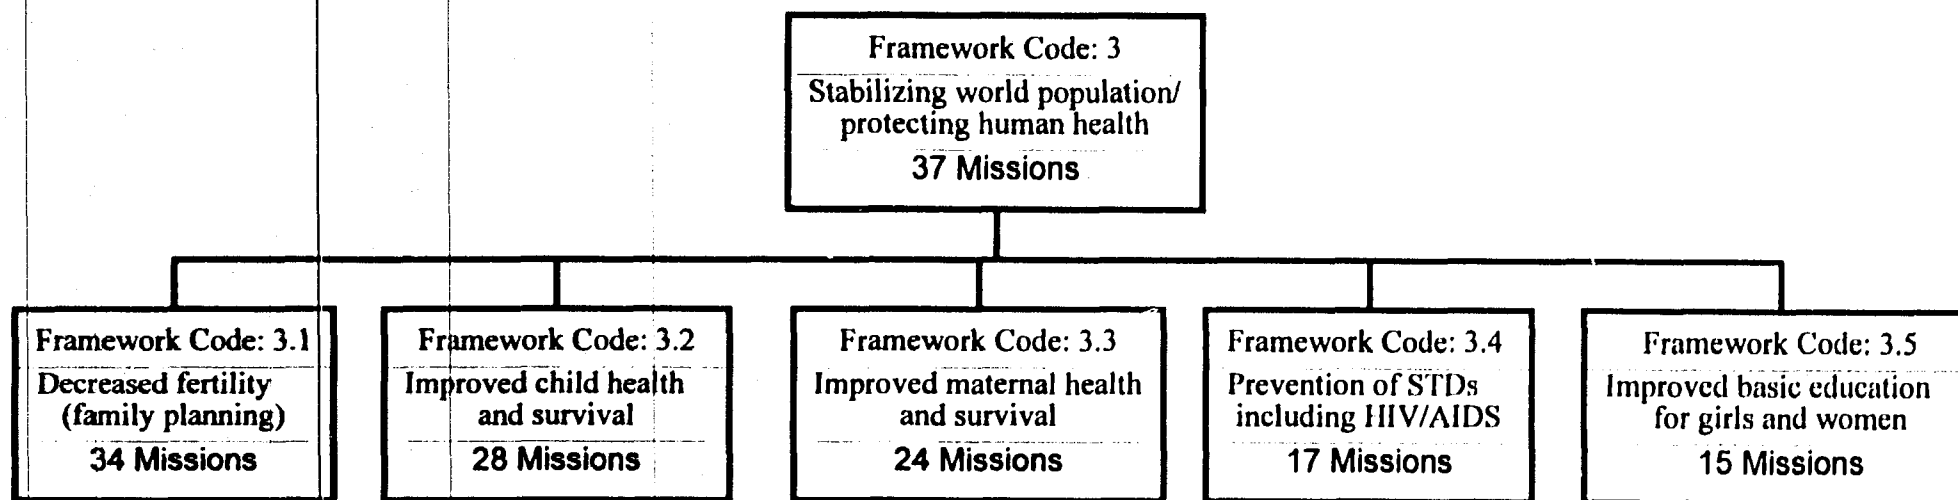 Framework Code: 3
Stabilizing world population/
protecting human health
37 Missions
Framework Code: 3.1
Decreased fertility
(family planning)
34 Missions
Framework Code: 3.2
Improved child health
and survival
28 Missions
Framework Code: 3.3
Improved maternal health
and survival
24 Missions
Framework Code: 3.4
Prevention of STDs
including HIV/AIDS
17 Missions
Framework Code: 3.5
Improved basic education
for girls and women
15 Missions